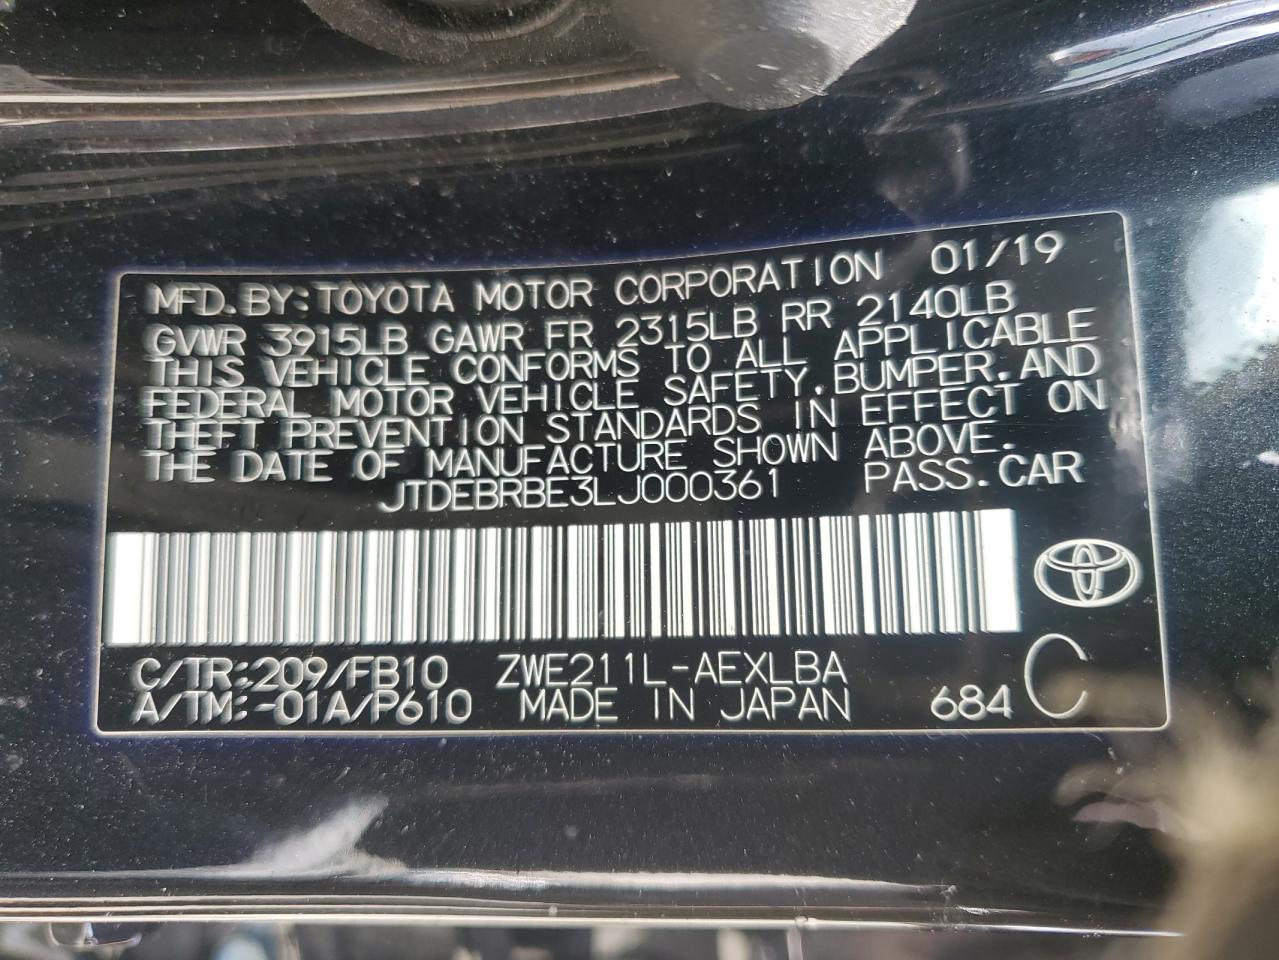 MFD.BY:TOYOTA MOTOR CORPORATION 01/19
GVWR 3915LB GAWR FR 2315LB RR 2140LB
THIS VEHICLE CONFORMS TO ALL APPLICABLE
FEDERAL MOTOR VEHICLE SAFETY,BUMPER,AND
THEFT PREVENTION STANDARDS IN EFFECT ON
THE DATE OF MANUFACTURE SHOWN ABOVE.
JTDEBRBE3LJ000361 PASS.CAR
C/TR:209/FB10 ZWE211L-AEXLBA
A/TM:-01A/P610 MADE IN JAPAN 684 C